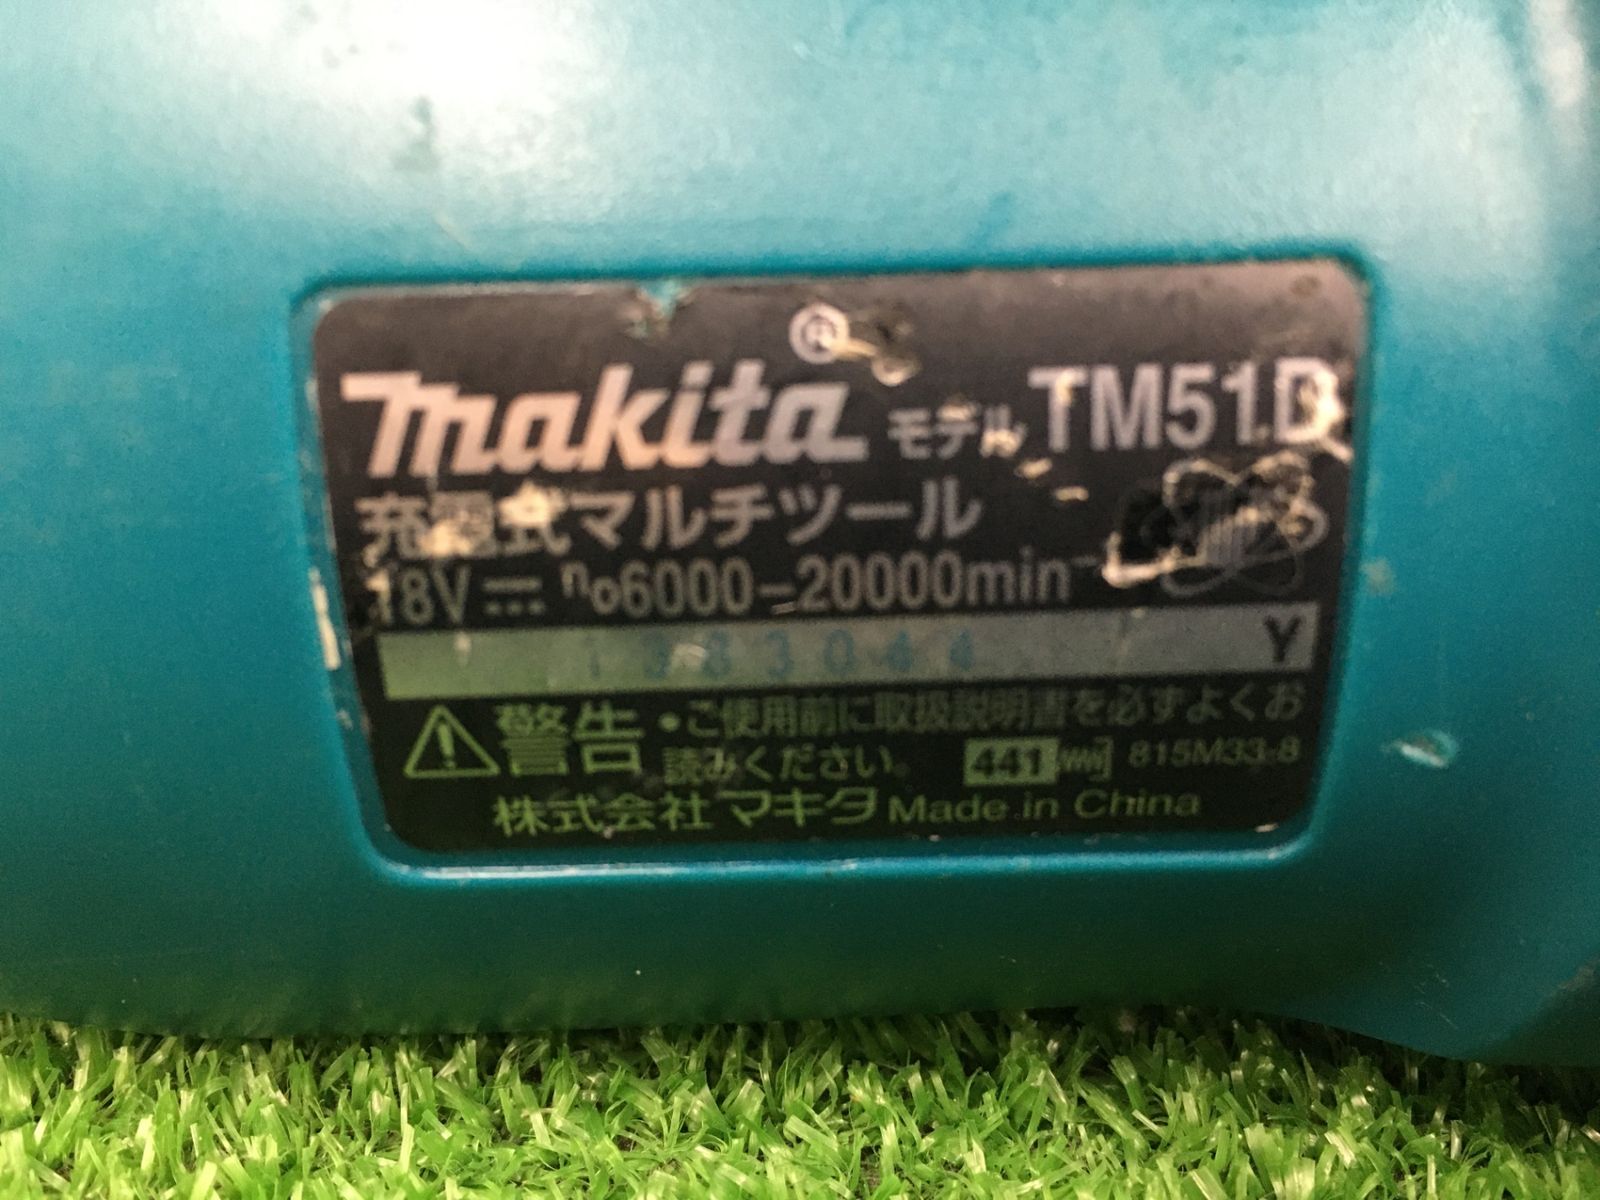 makita® モデル TM51D
充電式マルチツール
18V ⎓ n₀6000–20000min⁻
1383044 Y
⚠ 警告 •ご使用前に取扱説明書を必ずよくお
読みください。 441 815M33-8
株式会社 マキタ Made in China